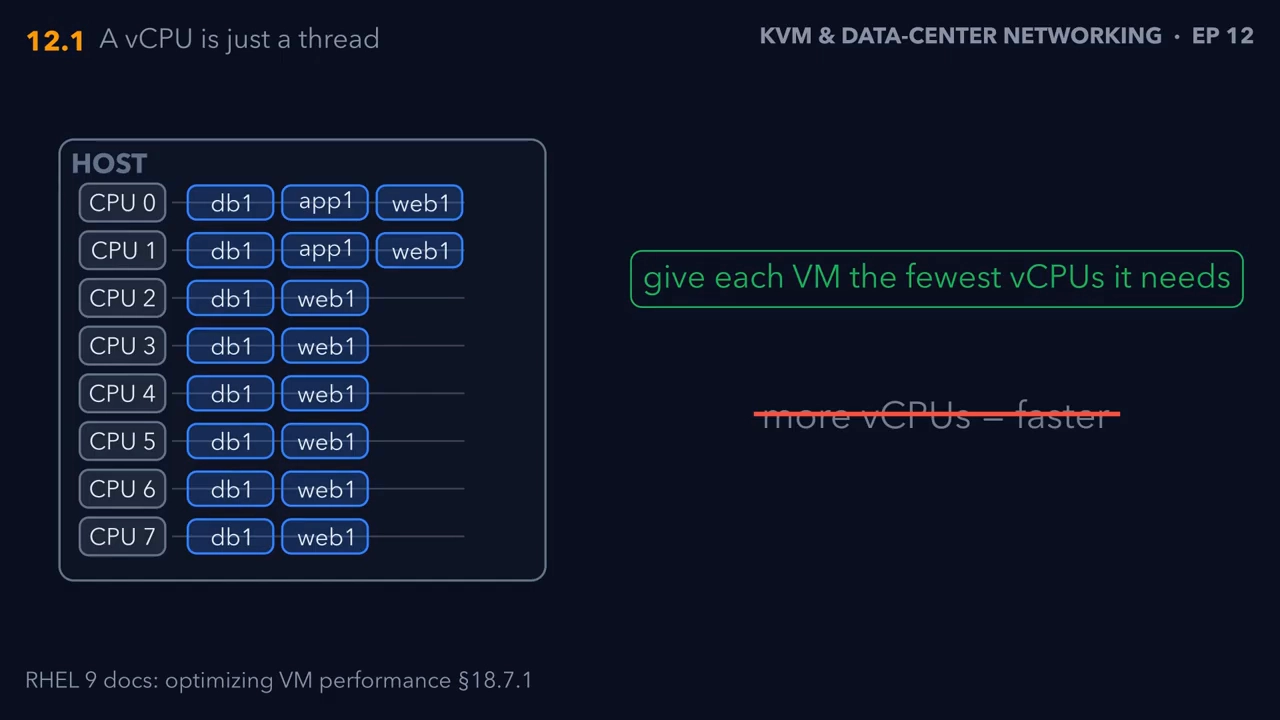 12.1 A vCPU is just a thread
KVM & DATA-CENTER NETWORKING · EP 12
HOST
CPU 0 db1 app1 web1
CPU 1 db1 app1 web1
CPU 2 db1 web1
CPU 3 db1 web1
CPU 4 db1 web1
CPU 5 db1 web1
CPU 6 db1 web1
CPU 7 db1 web1
give each VM the fewest vCPUs it needs
more vCPUs = faster
RHEL 9 docs: optimizing VM performance §18.7.1